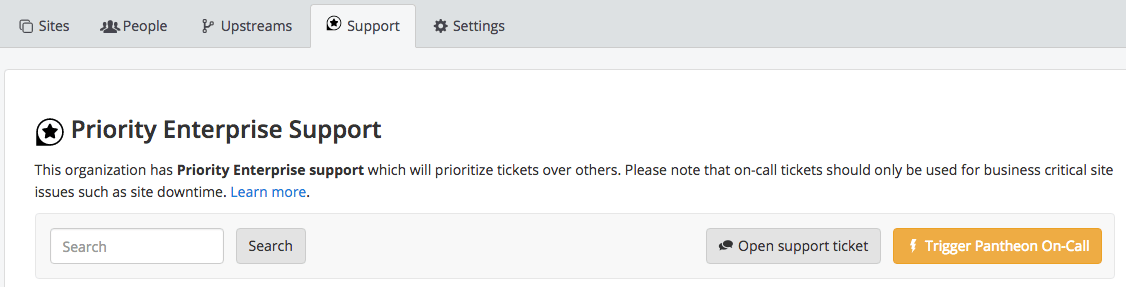 Sites People Upstreams Support Settings
Priority Enterprise Support
This organization has Priority Enterprise support which will prioritize tickets over others. Please note that on-call tickets should only be used for business critical site
issues such as site downtime. Learn more.
Search Search Open support ticket Trigger Pantheon On-Call